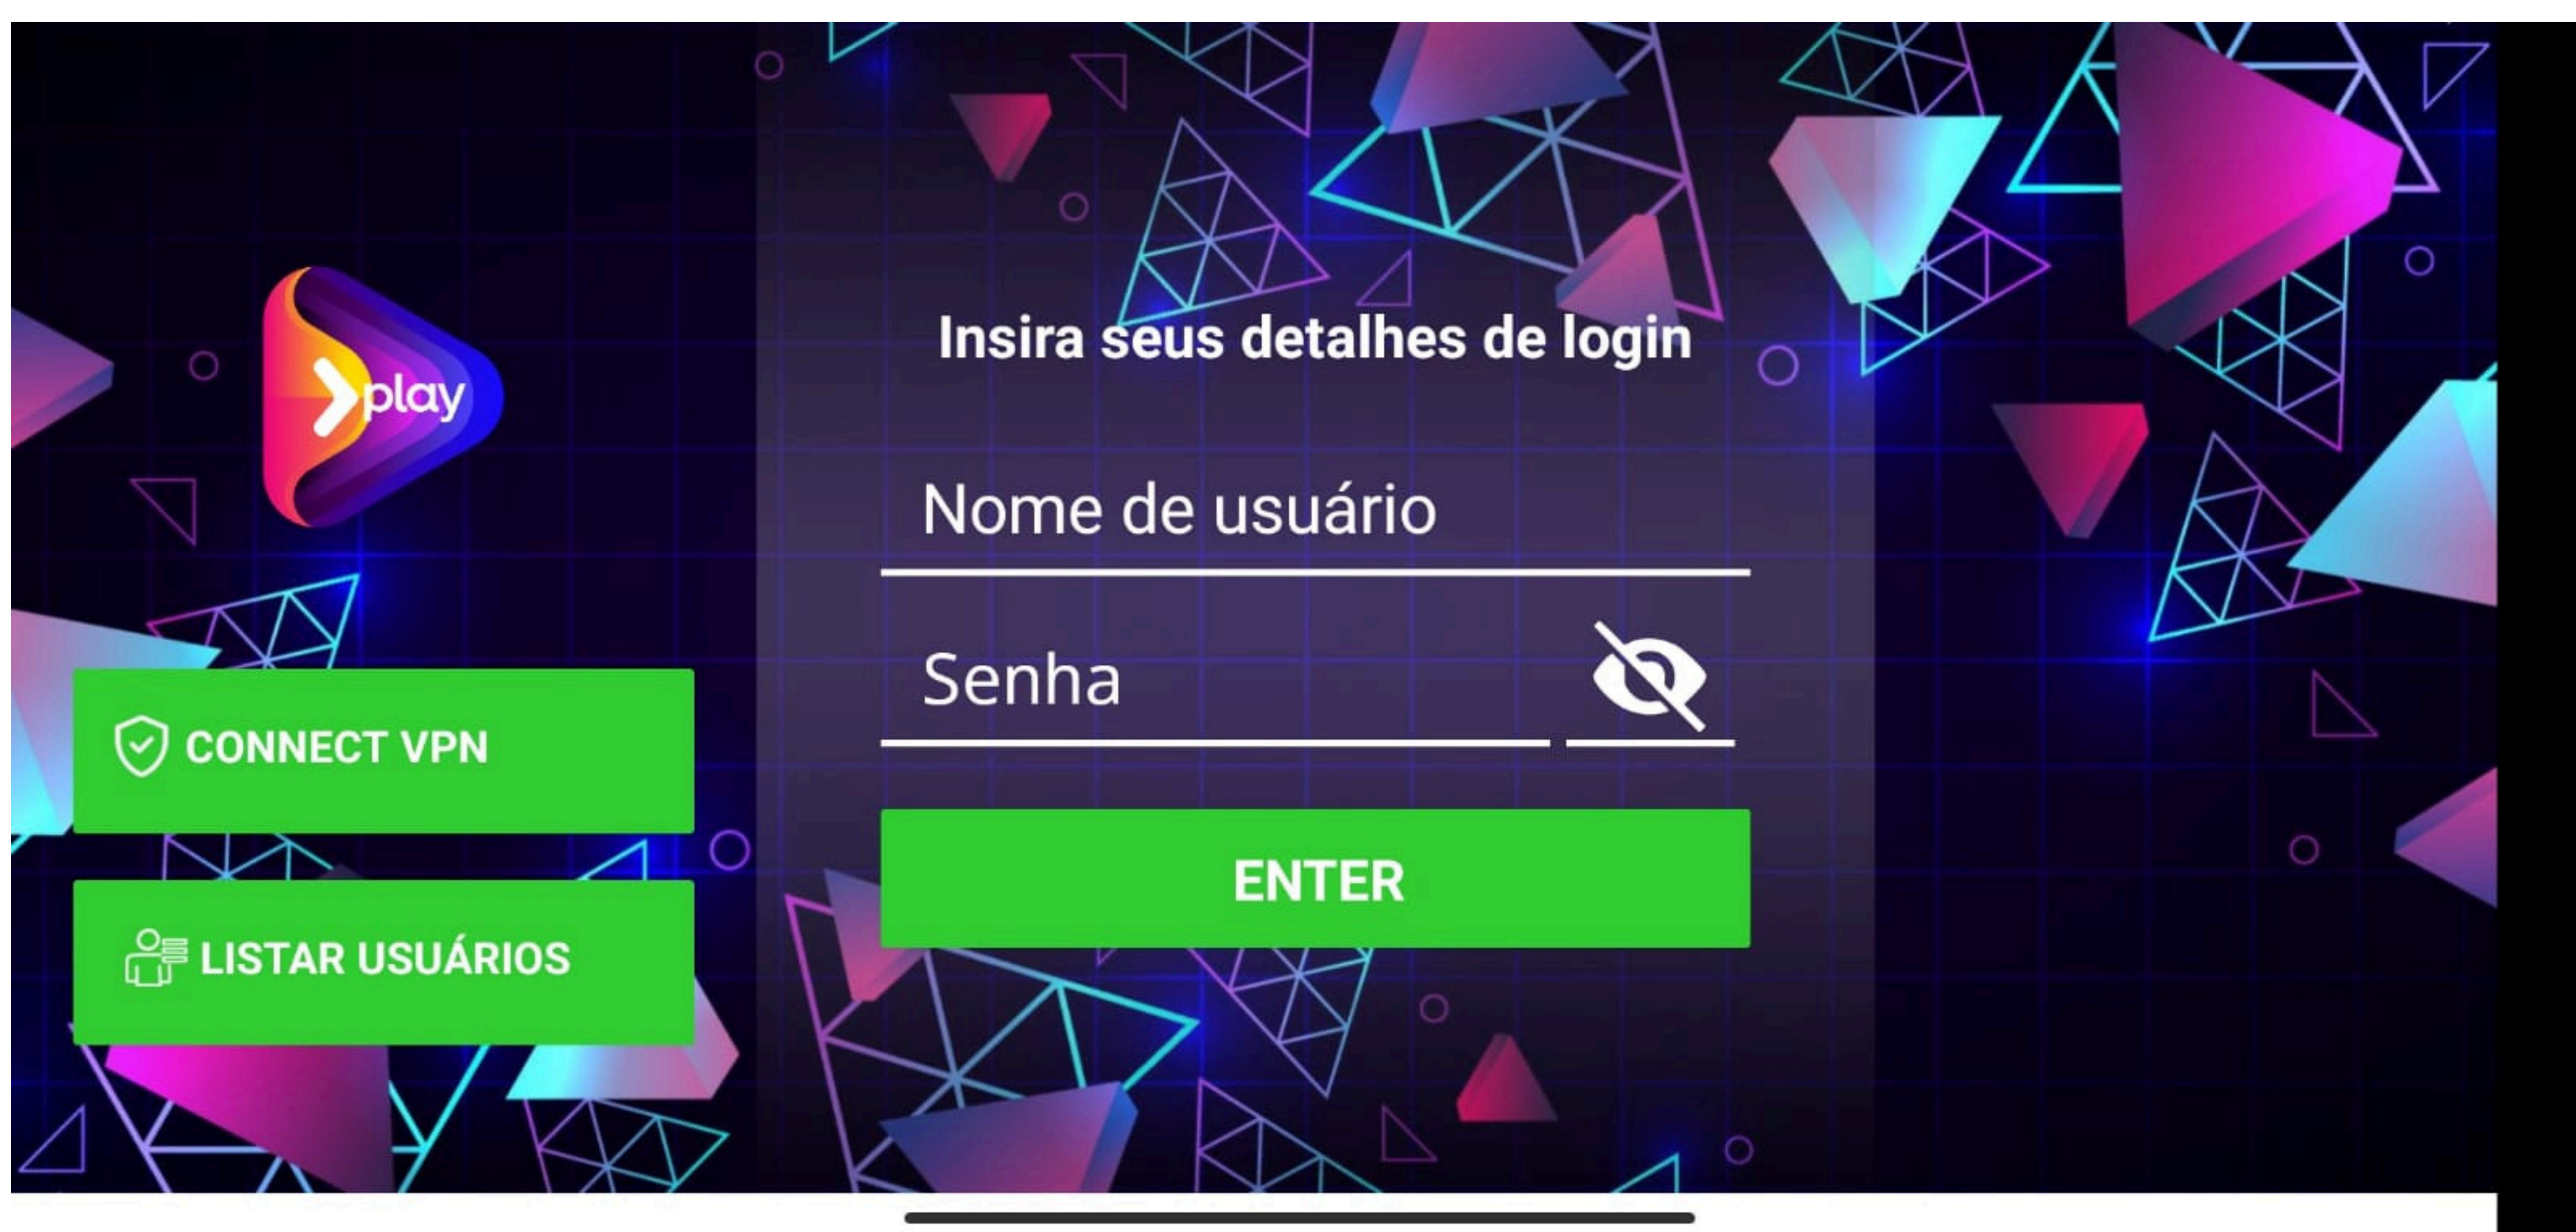 play
CONNECT VPN
LISTAR USUÁRIOS
Insira seus detalhes de login
Nome de usuário
Senha
ENTER